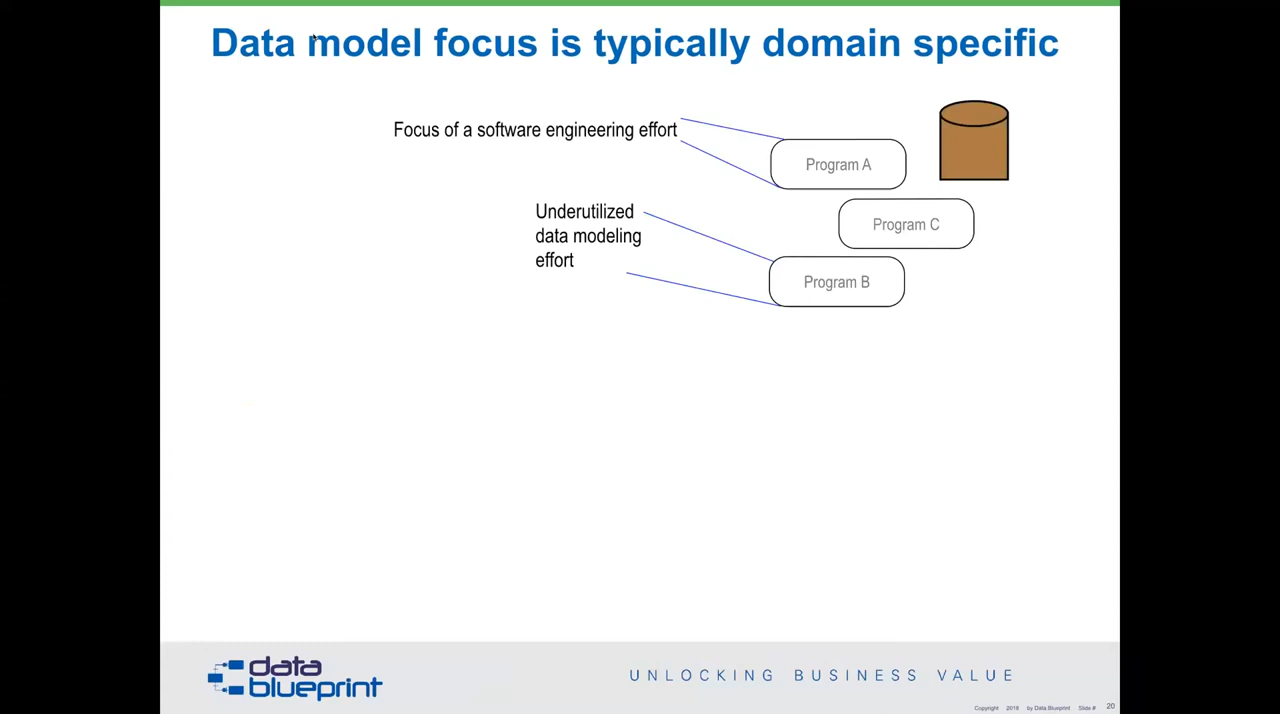 Data model focus is typically domain specific
Focus of a software engineering effort
Program A
Underutilized
data modeling
effort
Program C
Program B
data
blueprint
UNLOCKING BUSINESS VALUE
Copyright 2018 by Data Blueprint Slide # 20